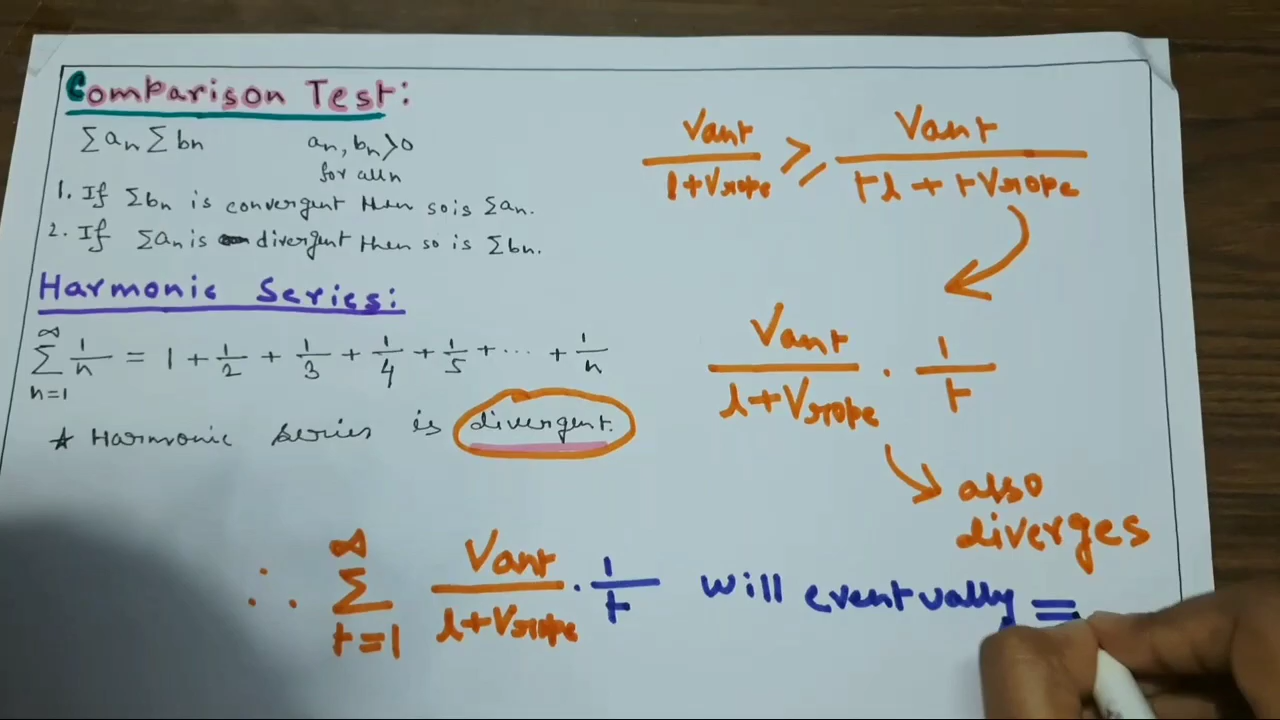 Comparison Test:
Σan Σbn an, bn >0
for all n
1. If Σbn is convergent then so is Σan.
2. If Σan is divergent then so is Σbn.
Harmonic Series:
∞
Σ 1/n = 1 + 1/2 + 1/3 + 1/4 + 1/5 + ... + 1/n
n=1
★ Harmonic series is divergent.
Vant/l+Vrope ≥ Vant/tl + tVrope
Vant/l+Vrope · 1/t
also
diverges
∞
∴ Σ Vant/l+Vrope · 1/t will eventually =
t=1